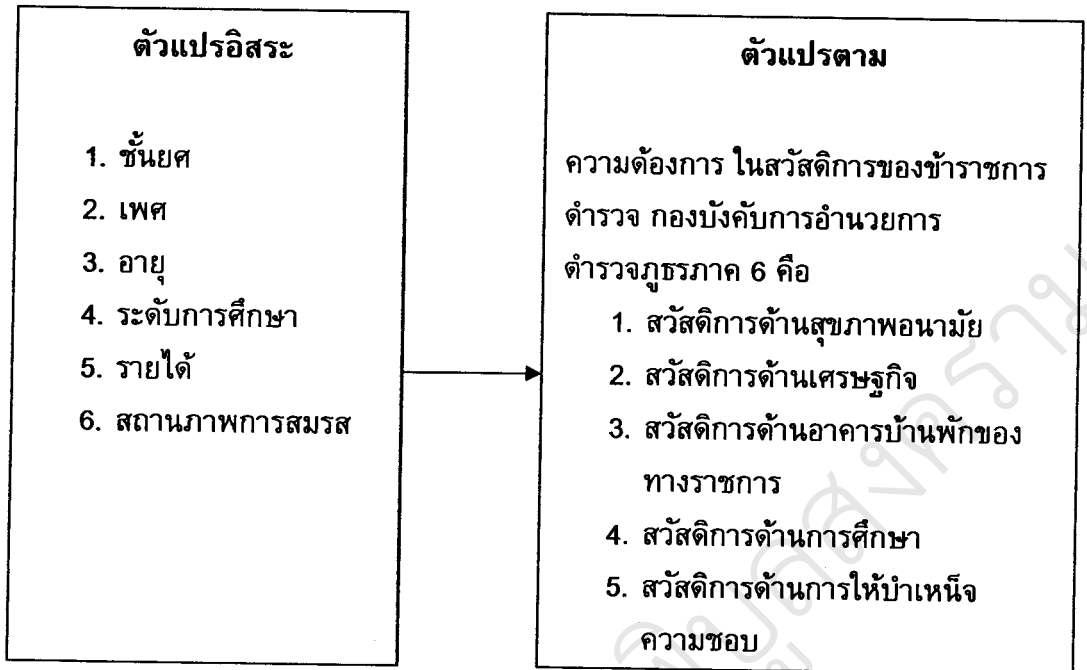 ตัวแปรอิสระ
1. ชั้นยศ
2. เพศ
3. อายุ
4. ระดับการศึกษา
5. รายได้
6. สถานภาพการสมรส
ตัวแปรตาม
ความต้องการ ในสวัสดิการของข้าราชการ
ตำรวจ กองบังคับการอำนวยการ
ตำรวจภูธรภาค 6 คือ
1. สวัสดิการด้านสุขภาพอนามัย
2. สวัสดิการด้านเศรษฐกิจ
3. สวัสดิการด้านอาคารบ้านพักของ
ทางราชการ
4. สวัสดิการด้านการศึกษา
5. สวัสดิการด้านการให้บำเหน็จ
ความชอบ